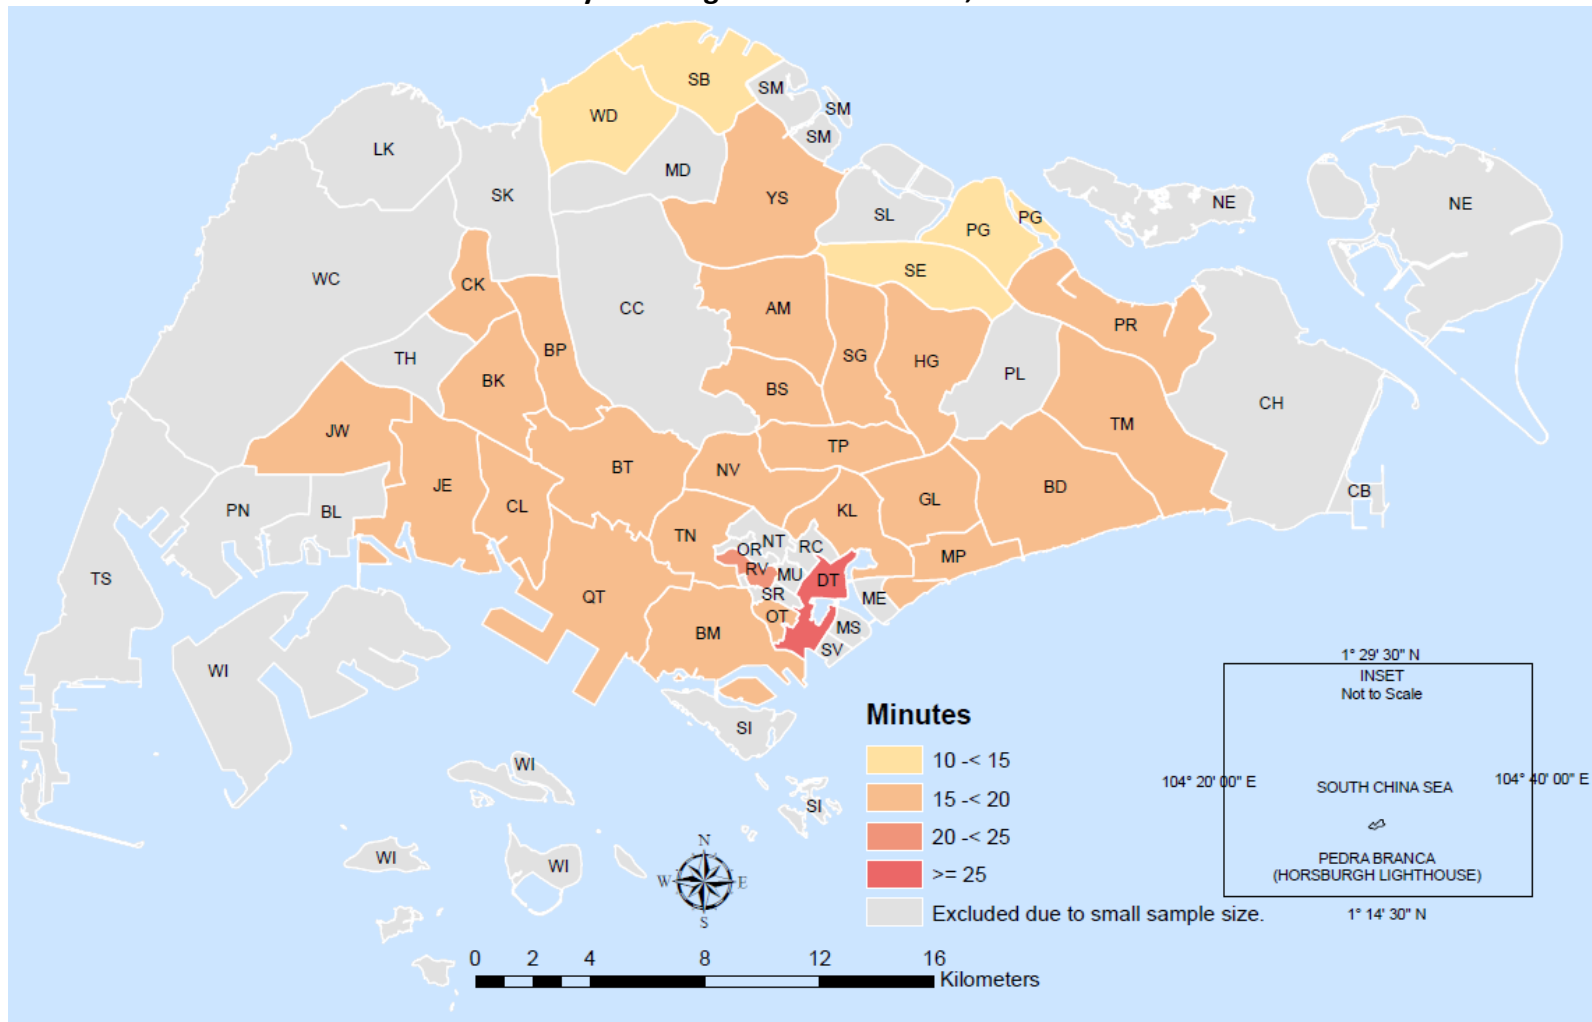 SB
SM
WD
SM
SM
LK
MD
SK
YS
NE
NE
SL
PG
PG
SE
WC
CK
CC
AM
PR
BP
SG
HG
TH
BK
BS
PL
CH
JW
TM
TP
BT
NV
JE
BD
CB
CL
GL
PN
BL
KL
TN
NT
OR
RC
MP
RV
MU
DT
TS
QT
SR
ME
OT
MS
BM
SV
WI
SI
WI
SI
WI
WI
Minutes
10 -< 15
15 -< 20
20 -< 25
>= 25
Excluded due to small sample size.
N
W
E
S
0 2 4 8 12 16
Kilometers
1° 29' 30" N
INSET
Not to Scale
104° 20' 00" E
SOUTH CHINA SEA
104° 40' 00" E
PEDRA BRANCA
(HORSBURGH LIGHTHOUSE)
1° 14' 30" N